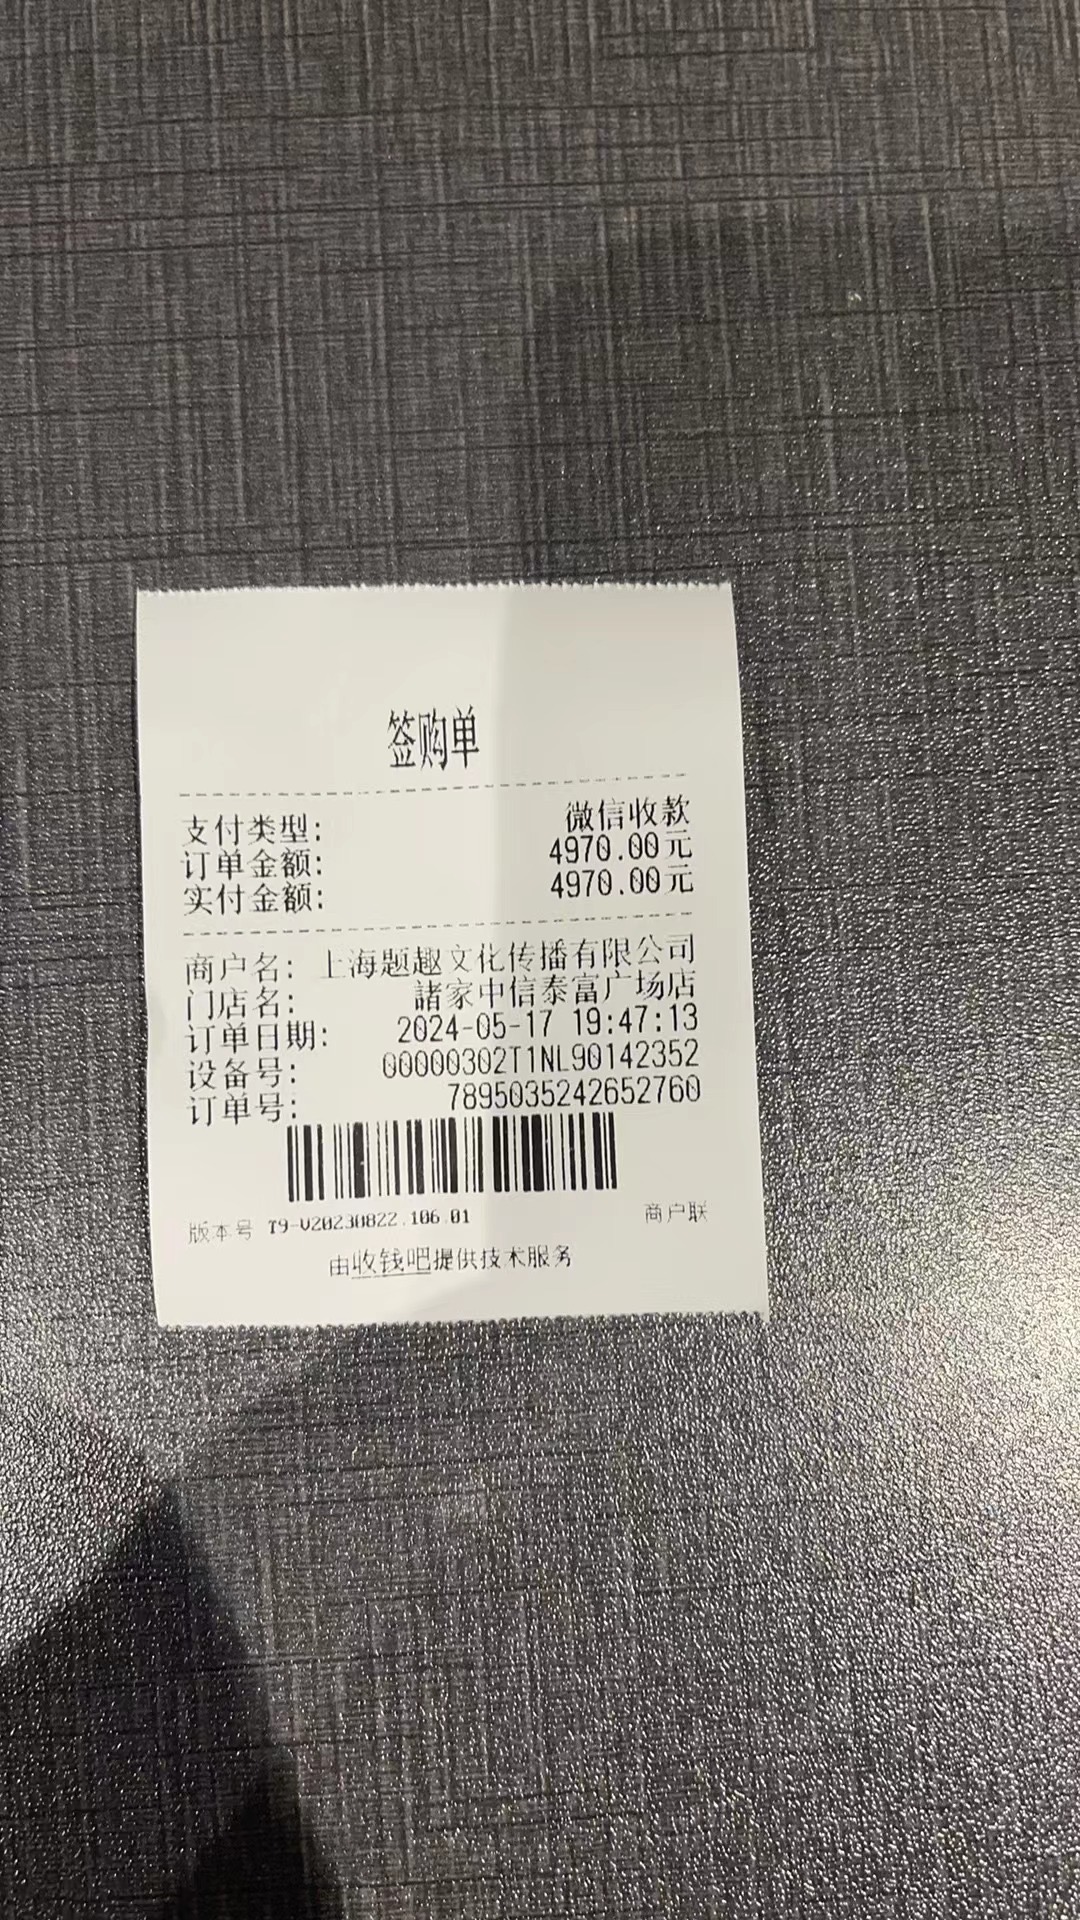 签购单
支付类型: 微信收款
订单金额: 4970.00元
实付金额: 4970.00元
商户名: 上海题趣文化传播有限公司
门店名: 諸家中信泰富广场店
订单日期: 2024-05-17 19:47:13
设备号: 00000302T1NL90142352
订单号: 7895035242652760
版本号 T9-V20230822.106.01 商户联
由收钱吧提供技术服务